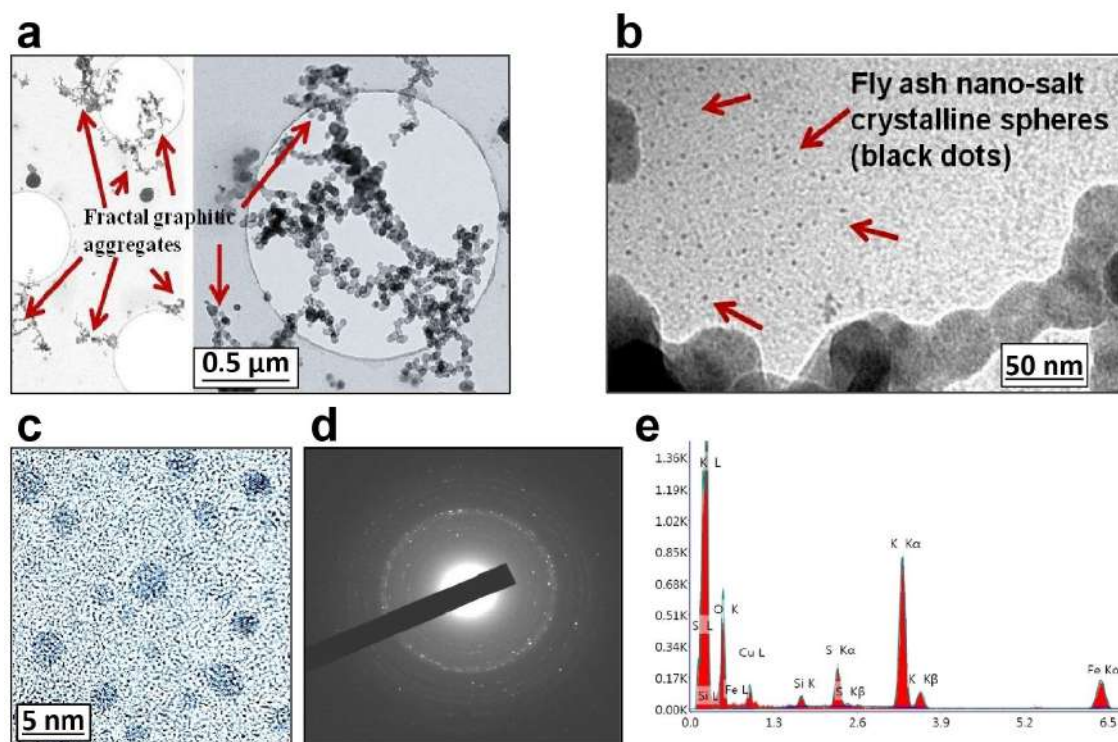 a
Fractal graphitic
aggregates
0.5 μm
b
Fly ash nano-salt
crystalline spheres
(black dots)
50 nm
c
5 nm
d
e
1.36K
1.19K
1.02K
0.85K
0.68K
0.51K
0.34K
0.17K
0.00K
K L
S L
O K
Si L
Fe L
Cu L
Si K
S Kα
S Kβ
K Kα
K Kβ
Fe Kα
0.0 1.3 2.6 3.9 5.2 6.5